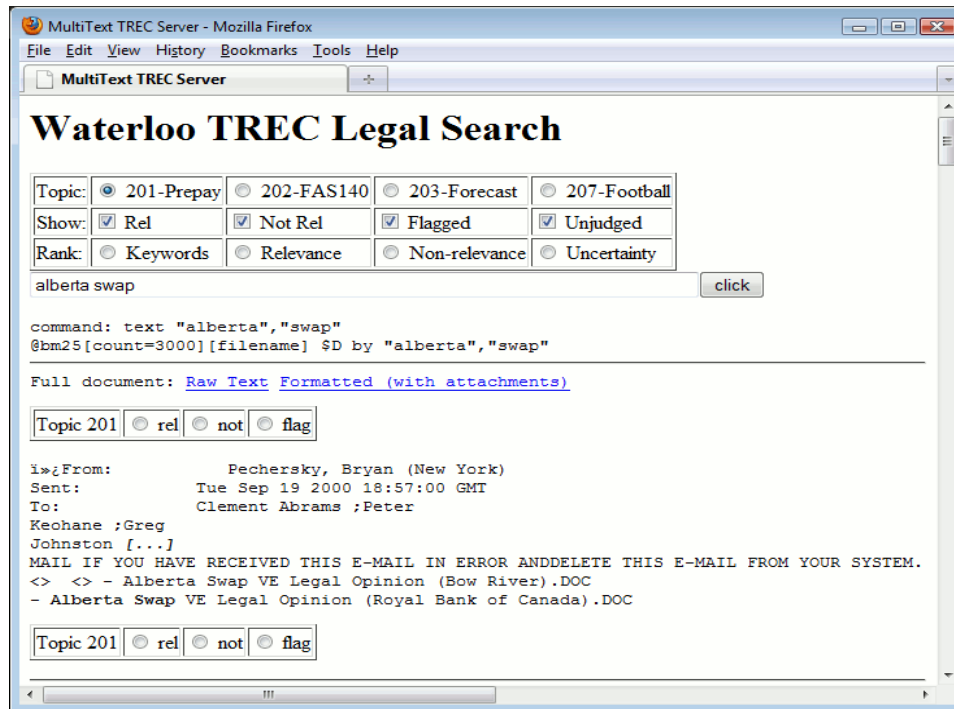 MultiText TREC Server - Mozilla Firefox
File Edit View History Bookmarks Tools Help
MultiText TREC Server
Waterloo TREC Legal Search
Topic: 201-Prepay 202-FAS140 203-Forecast 207-Football
Show: Rel Not Rel Flagged Unjudged
Rank: Keywords Relevance Non-relevance Uncertainty
alberta swap click
command: text "alberta","swap"
@bm25[count=3000][filename] $D by "alberta","swap"
Full document: Raw Text Formatted (with attachments)
Topic 201 rel not flag
ï»¿From: Pechersky, Bryan (New York)
Sent: Tue Sep 19 2000 18:57:00 GMT
To: Clement Abrams ;Peter
Keohane ;Greg
Johnston [...]
MAIL IF YOU HAVE RECEIVED THIS E-MAIL IN ERROR ANDDELETE THIS E-MAIL FROM YOUR SYSTEM.
<> <> - Alberta Swap VE Legal Opinion (Bow River).DOC
- Alberta Swap VE Legal Opinion (Royal Bank of Canada).DOC
Topic 201 rel not flag